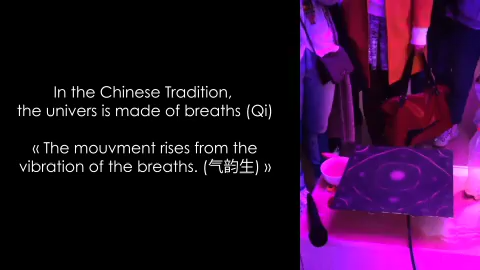 In the Chinese Tradition,
the univers is made of breaths (Qi)
« The mouvment rises from the
vibration of the breaths. (气韵生) »